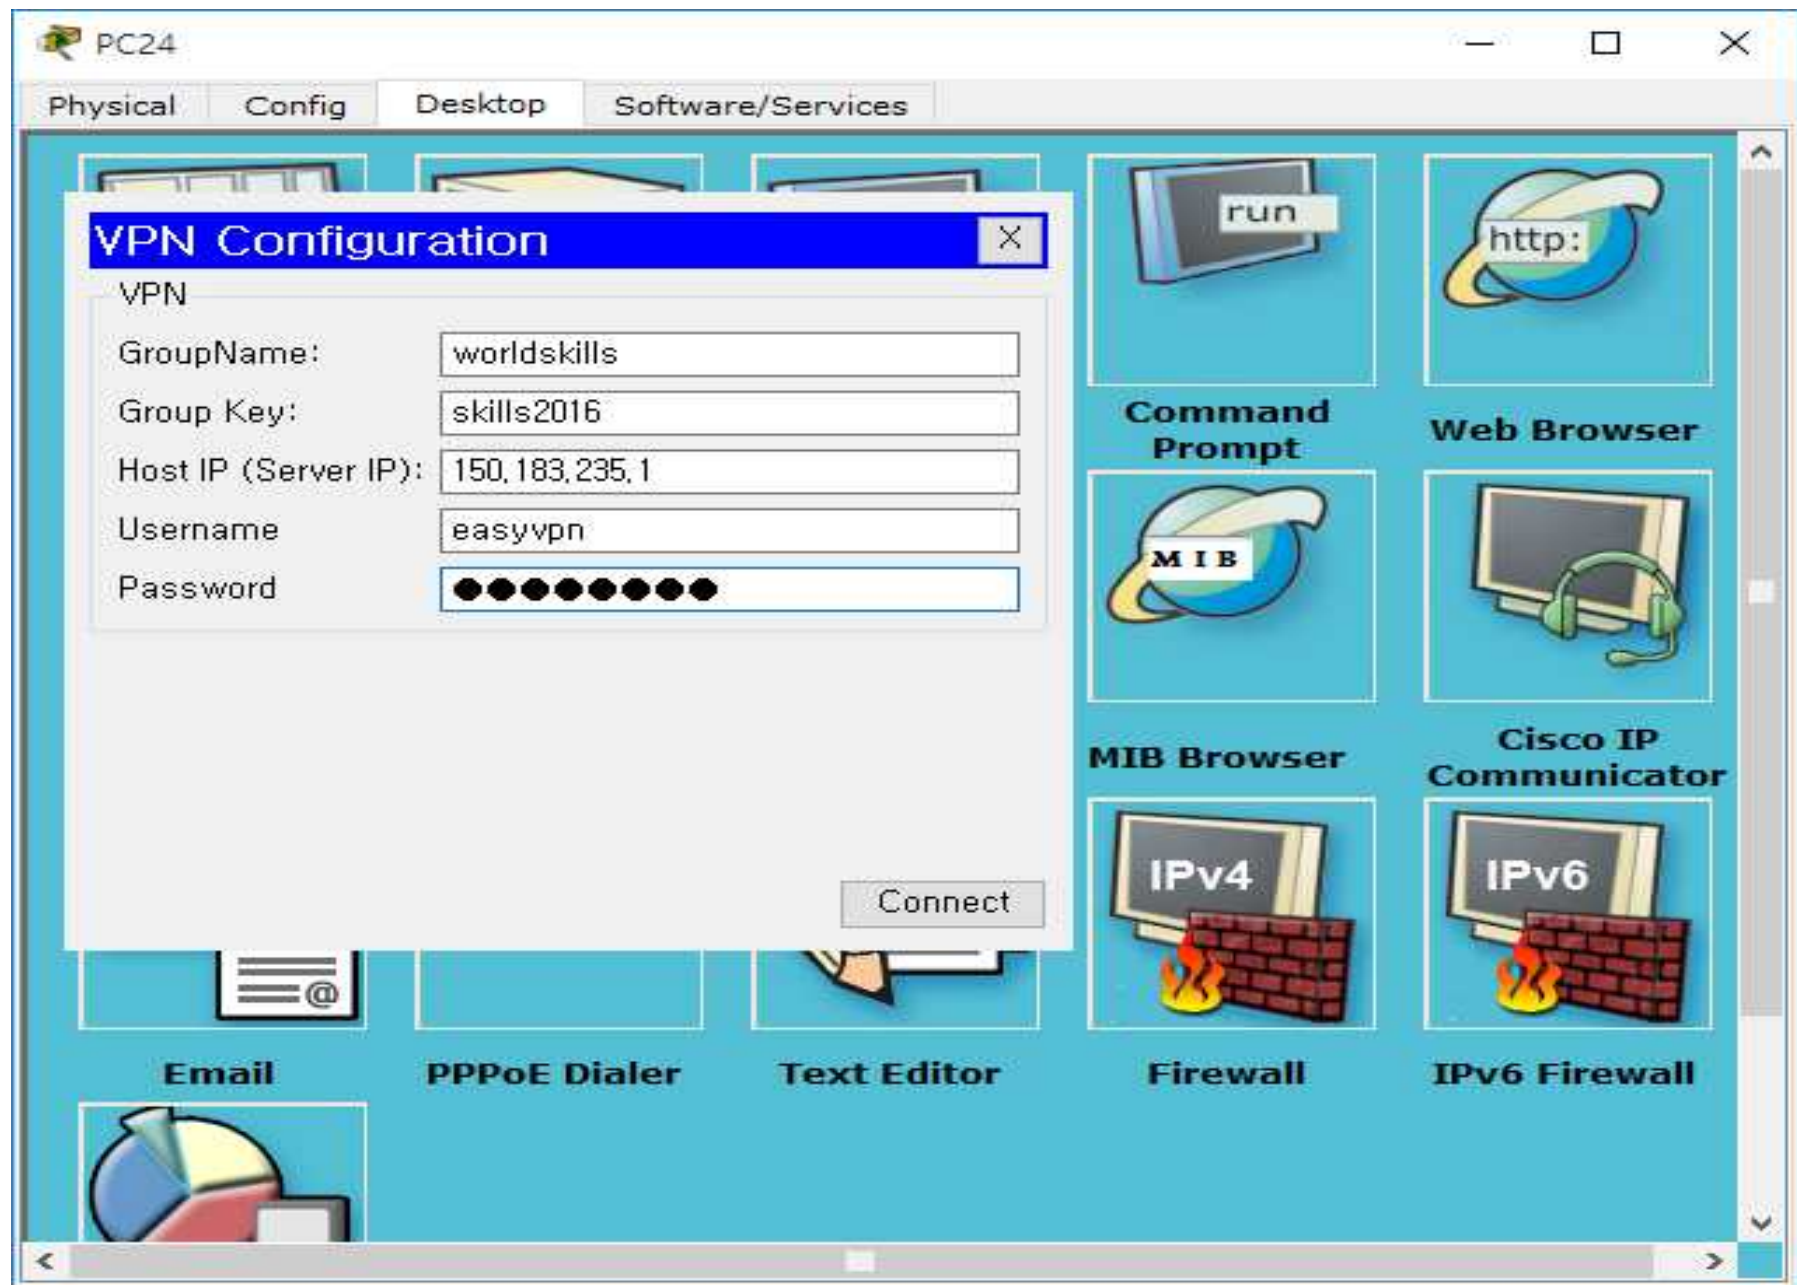 PC24
Physical Config Desktop Software/Services
VPN Configuration X
VPN
GroupName: worldskills
Group Key: skills2016
Host IP (Server IP): 150,183,235,1
Username easyvpn
Password ●●●●●●●●
Connect
run
http:
Command
Prompt
Web Browser
MIB
MIB Browser
Cisco IP
Communicator
IPv4
IPv6
@
Email
PPPoE Dialer
Text Editor
Firewall
IPv6 Firewall